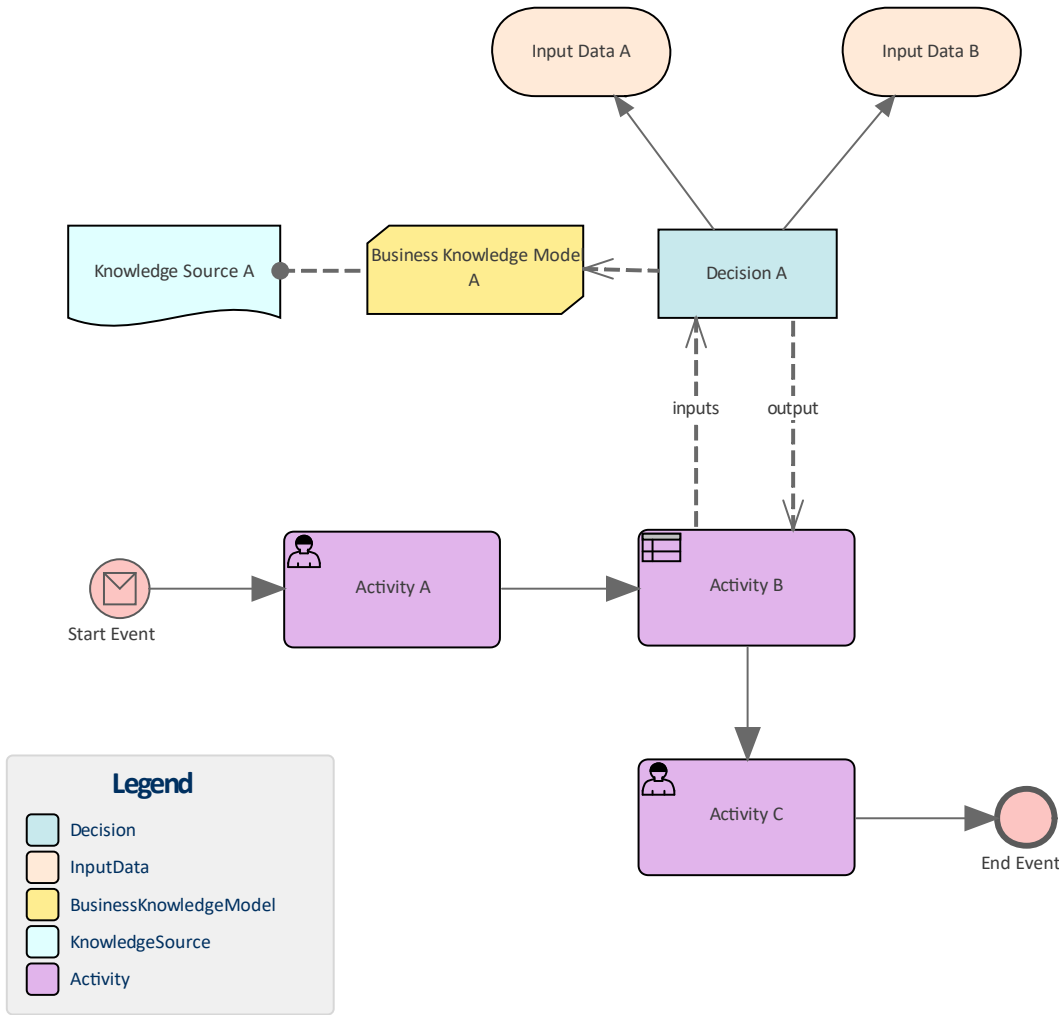 Input Data A
Input Data B
Knowledge Source A
Business Knowledge Model
A
Decision A
inputs
output
Activity A
Activity B
Start Event
Activity C
End Event
Legend
Decision
InputData
BusinessKnowledgeModel
KnowledgeSource
Activity